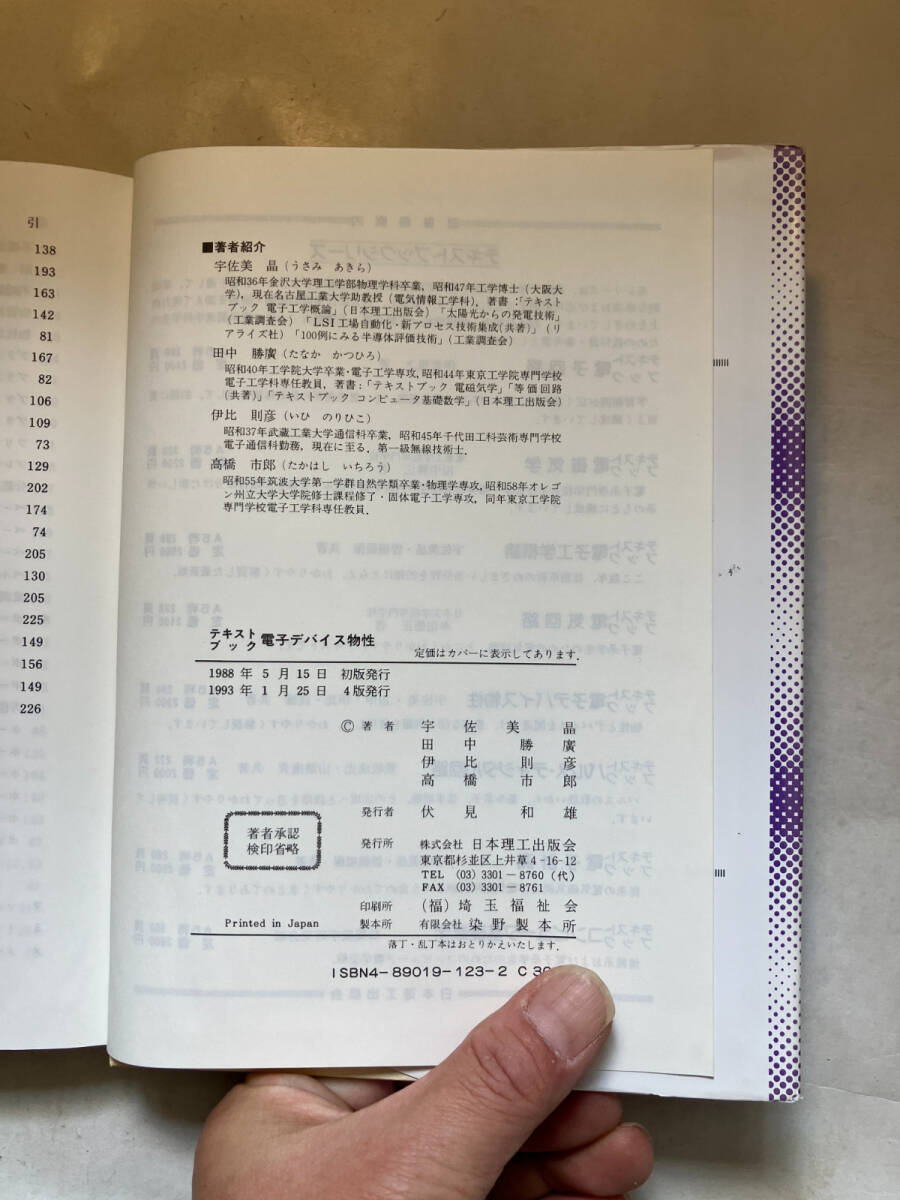 引
138
193
163
142
81
167
82
106
109
73
129
202
174
74
205
130
205
225
149
156
149
226
■著者紹介
宇佐美 晶(うさみ あきら)
昭和36年金沢大学理工学部物理学科卒業,昭和47年工学博士(大阪大
学),現在名古屋工業大学助教授(電気情報工学科),著書:「テキスト
ブック 電子工学概論」(日本理工出版会)「太陽光からの発電技術」
(工業調査会)「LSI工場自動化・新プロセス技術集成(共著)」(リ
アライズ社)「100例にみる半導体評価技術」(工業調査会)
田中 勝廣(たなか かつひろ)
昭和40年工学院大学卒業・電子工学専攻,昭和44年東京工学院専門学校
電子工学科専任教員,著書:「テキストブック 電磁気学」「等価回路
(共著)」・「テキストブック コンピュータ基礎数学」(日本理工出版会)
伊比 則彦(いひ のりひこ)
昭和37年武蔵工業大学通信科卒業,昭和45年千代田工科芸術専門学校
電子通信科勤務,現在に至る.第一級無線技術士.
高橋 市郎(たかはし いちろう)
昭和55年筑波大学第一学群自然学類卒業・物理学専攻,昭和58年オレゴ
ン州立大学大学院修士課程修了・固体電子工学専攻.同年東京工学院
専門学校電子工学科専任教員.
テキストブック 電子デバイス物性
定価はカバーに表示してあります.
1988年 5月15日 初版発行
1993年 1月25日 4版発行
© 著者 宇佐美晶
田中勝廣
伊比則彦
高橋市郎
発行者 伏見和雄
著者承認
検印省略
発行所 株式会社 日本理工出版会
東京都杉並区上井草4-16-12
TEL (03)3301-8760(代)
FAX (03)3301-8761
印刷所 (福)埼玉福祉会
Printed in Japan 製本所 有限会社 染野製本所
落丁・乱丁本はおとりかえいたします.
ISBN4-89019-123-2 C